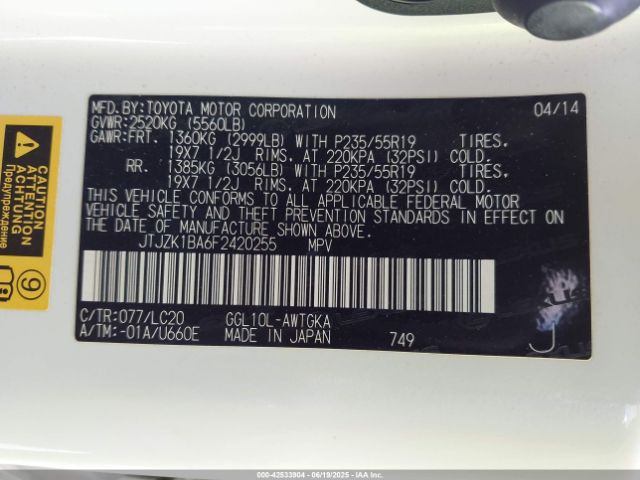 MFD.BY:TOYOTA MOTOR CORPORATION 04/14
GVWR:2520KG (5560LB)
GAWR:FRT. 1360KG (2999LB) WITH P235/55R19 TIRES,
19X7 1/2J RIMS, AT 220KPA (32PSI) COLD.
RR. 1385KG (3056LB) WITH P235/55R19 TIRES,
19X7 1/2J RIMS, AT 220KPA (32PSI) COLD.
THIS VEHICLE CONFORMS TO ALL APPLICABLE FEDERAL MOTOR
VEHICLE SAFETY AND THEFT PREVENTION STANDARDS IN EFFECT ON
THE DATE OF MANUFACTURE SHOWN ABOVE.
JTJZK1BA6F2420255 MPV
C/TR:077/LC20 GGL10L-AWTGKA
A/TM:-01A/U660E MADE IN JAPAN 749 J
CAUTION
ATTENTION
ACHTUNG
Предупреждение
9
000-42533904 - 06/19/2025 - IAA Corp.